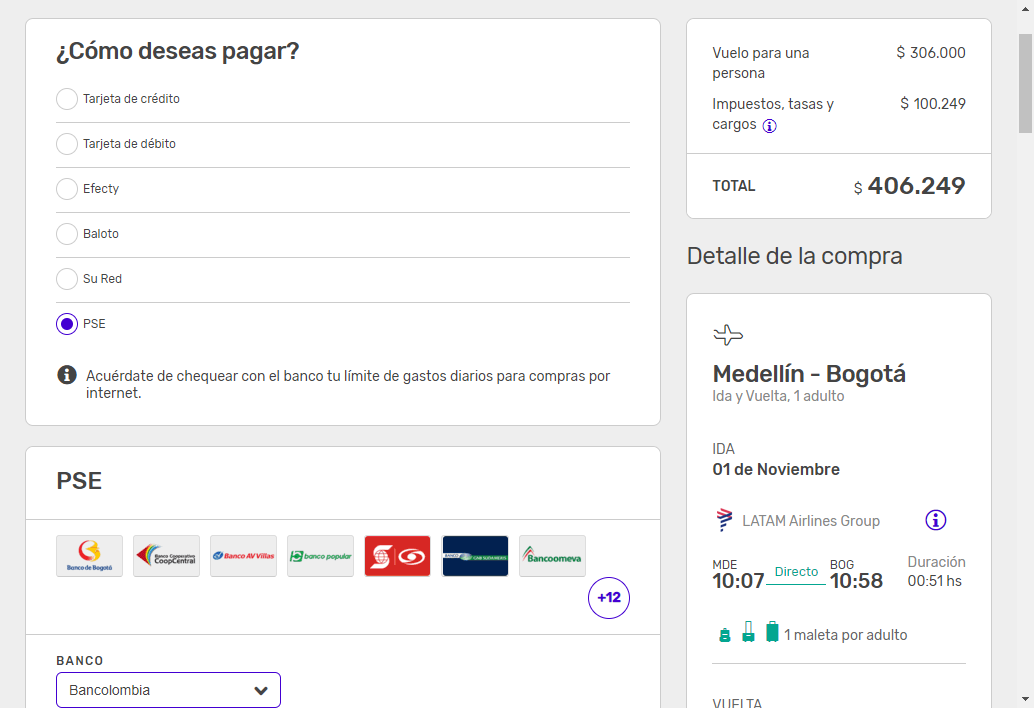 ¿Cómo deseas pagar?
Tarjeta de crédito
Tarjeta de débito
Efecty
Baloto
Su Red
PSE
Acuérdate de chequear con el banco tu límite de gastos diarios para compras por
internet.
PSE
Banco de Bogotá
Banco Cooperativo
CoopCentral
Banco AV Villas
banco popular
Bancoomeva
+12
BANCO
Bancolombia
Vuelo para una
persona
$ 306.000
Impuestos, tasas y
cargos
$ 100.249
TOTAL
$ 406.249
Detalle de la compra
Medellín - Bogotá
Ida y Vuelta, 1 adulto
IDA
01 de Noviembre
LATAM Airlines Group
MDE
10:07
Directo
BOG
10:58
Duración
00:51 hs
1 maleta por adulto
VUELTA